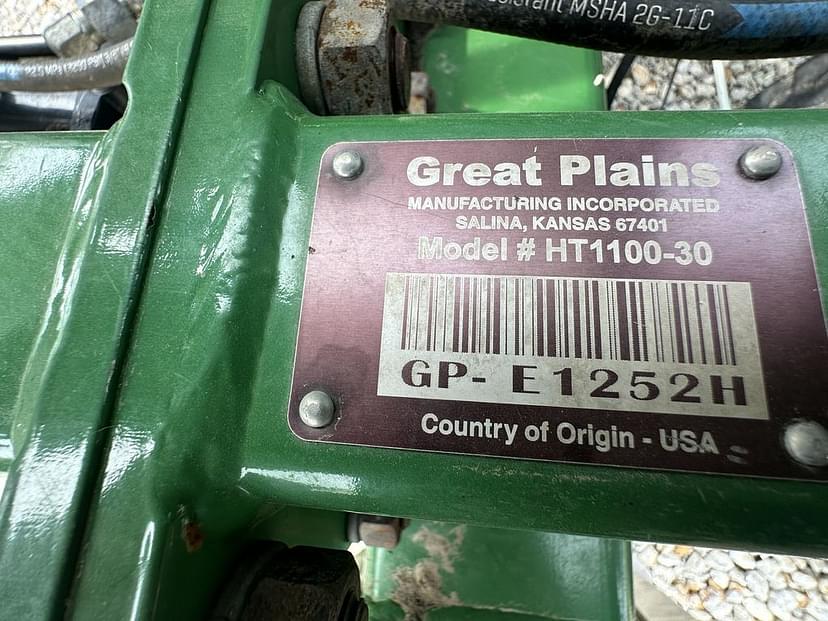 MSHA 2G-11C
Great Plains
MANUFACTURING INCORPORATED
SALINA, KANSAS 67401
Model # HT1100-30
GP- E1252H
Country of Origin - USA